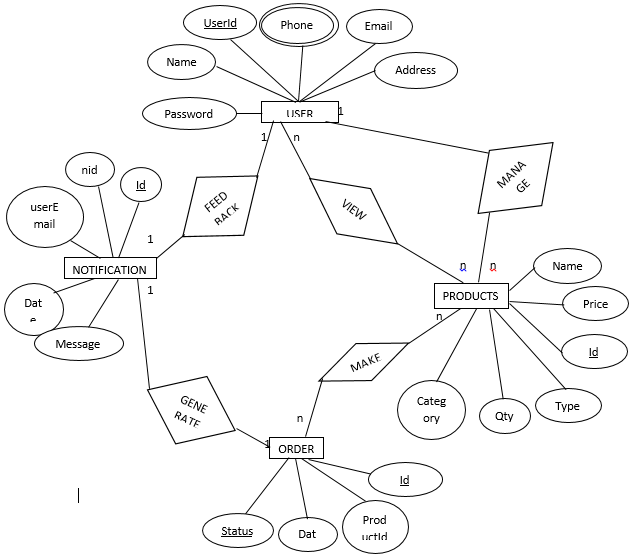 UserId
Phone
Email
Name
Address
Password
USER
1
1
n
MANA
GE
nid
Id
FEED
BACK
VIEW
userE
mail
1
n
n
NOTIFICATION
Name
1
PRODUCTS
Price
Dat
e
n
Message
MAKE
Id
GENE
RATE
Categ
ory
Qty
Type
n
1
ORDER
Id
Status
Dat
Prod
uctId